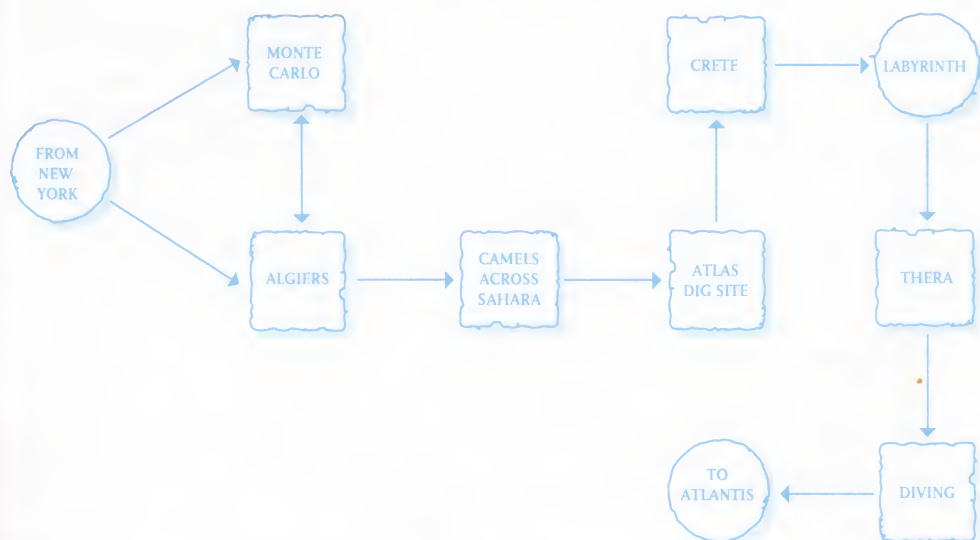 MONTE
CARLO
CRETE
LABYRINTH
FROM
NEW
YORK
ALGIERS
CAMELS
ACROSS
SAHARA
ATLAS
DIG SITE
THERA
TO
ATLANTIS
DIVING